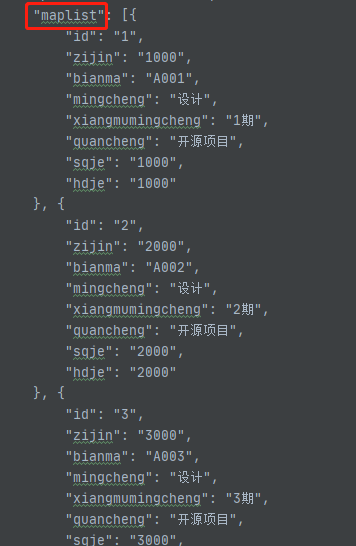 "maplist": [{
"id": "1",
"zijin": "1000",
"bianma": "A001",
"mingcheng": "设计",
"xiangmumingcheng": "1期",
"quancheng": "开源项目",
"sqje": "1000",
"hdje": "1000"
}, {
"id": "2",
"zijin": "2000",
"bianma": "A002",
"mingcheng": "设计",
"xiangmumingcheng": "2期",
"quancheng": "开源项目",
"sqje": "2000",
"hdje": "2000"
}, {
"id": "3",
"zijin": "3000",
"bianma": "A003",
"mingcheng": "设计",
"xiangmumingcheng": "3期",
"quancheng": "开源项目",
"sqje": "3000",